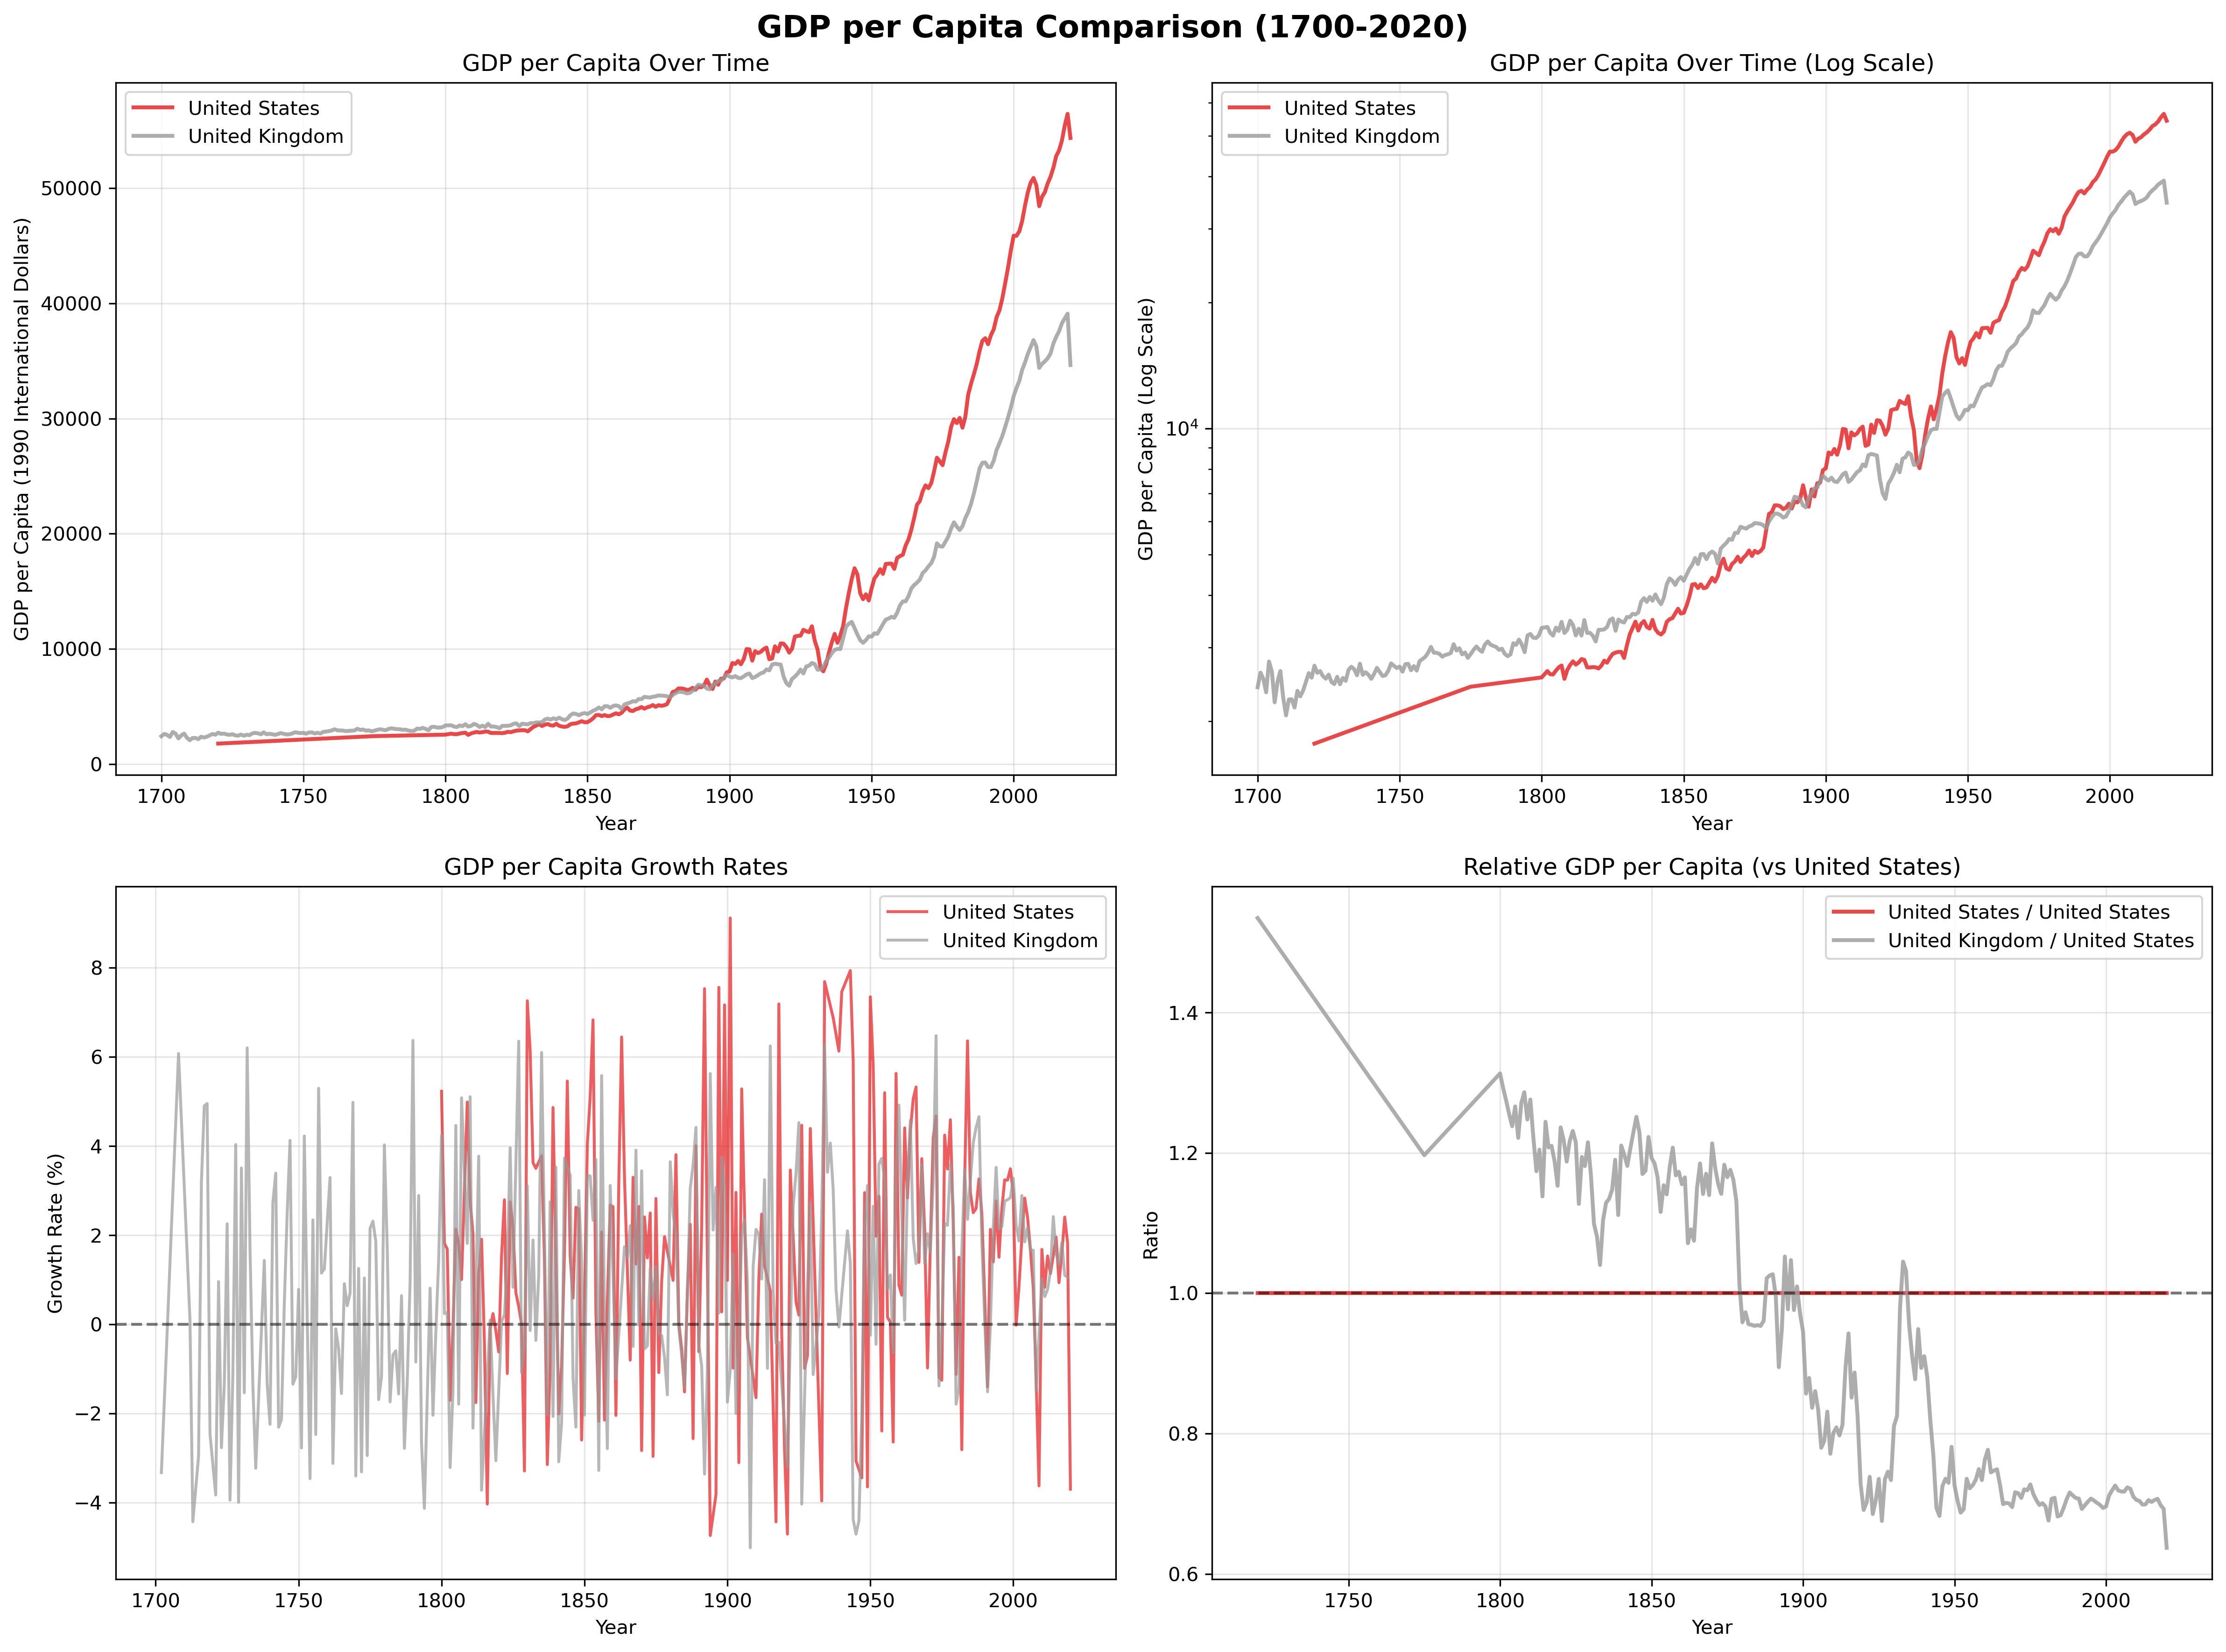 GDP per Capita Comparison (1700-2020)
GDP per Capita Over Time
United States
United Kingdom
GDP per Capita (1990 International Dollars)
50000
40000
30000
20000
10000
0
1700 1750 1800 1850 1900 1950 2000
Year
GDP per Capita Over Time (Log Scale)
United States
United Kingdom
GDP per Capita (Log Scale)
10⁴
1700 1750 1800 1850 1900 1950 2000
Year
GDP per Capita Growth Rates
United States
United Kingdom
Growth Rate (%)
8
6
4
2
0
−2
−4
1700 1750 1800 1850 1900 1950 2000
Year
Relative GDP per Capita (vs United States)
United States / United States
United Kingdom / United States
Ratio
1.4
1.2
1.0
0.8
0.6
1750 1800 1850 1900 1950 2000
Year